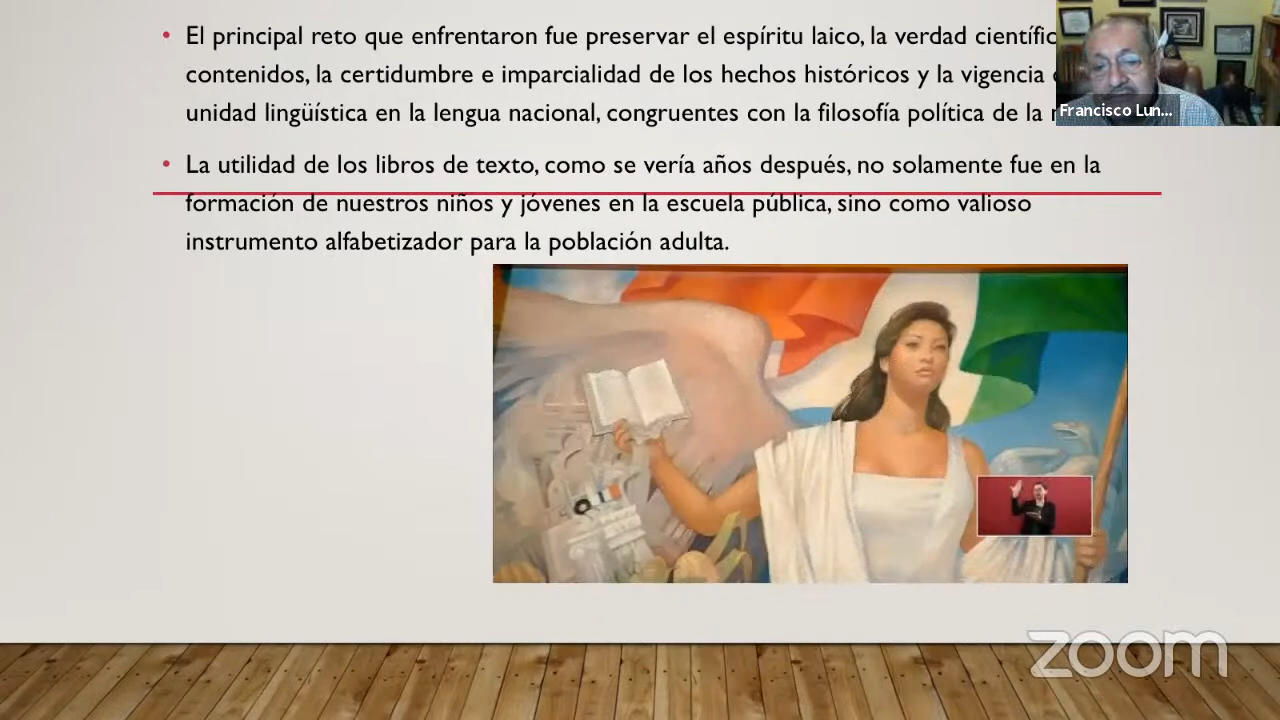 • El principal reto que enfrentaron fue preservar el espíritu laico, la verdad
contenidos, la certidumbre e imparcialidad de los hechos históricos y la vigencia
unidad lingüística en la lengua nacional, congruentes con la filosofía política de la
• La utilidad de los libros de texto, como se vería años después, no solamente fue en la
formación de nuestros niños y jóvenes en la escuela pública, sino como valioso
instrumento alfabetizador para la población adulta.
Francisco Lun...
zoom